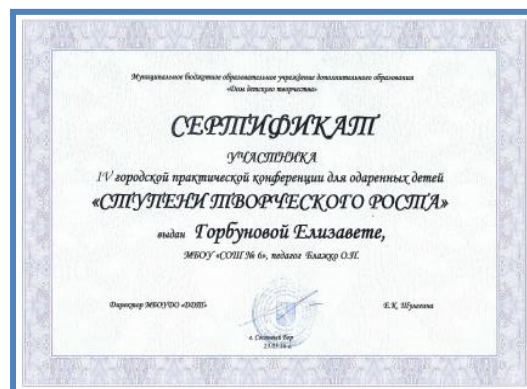 Муниципальное бюджетное образовательное учреждение дополнительного образования
«Дом детского творчества»
СЕРТИФИКАТ
УЧАСТНИКА
IV городской практической конференции для одаренных детей
«СТУПЕНИ ТВОРЧЕСКОГО РОСТА»
выдан Горбуновой Елизавете,
МБОУ «СОШ № 6», педагог Блажко О.П.
Директор МБОУДО «ДДТ» Е.К.
г. Сосновый Бор